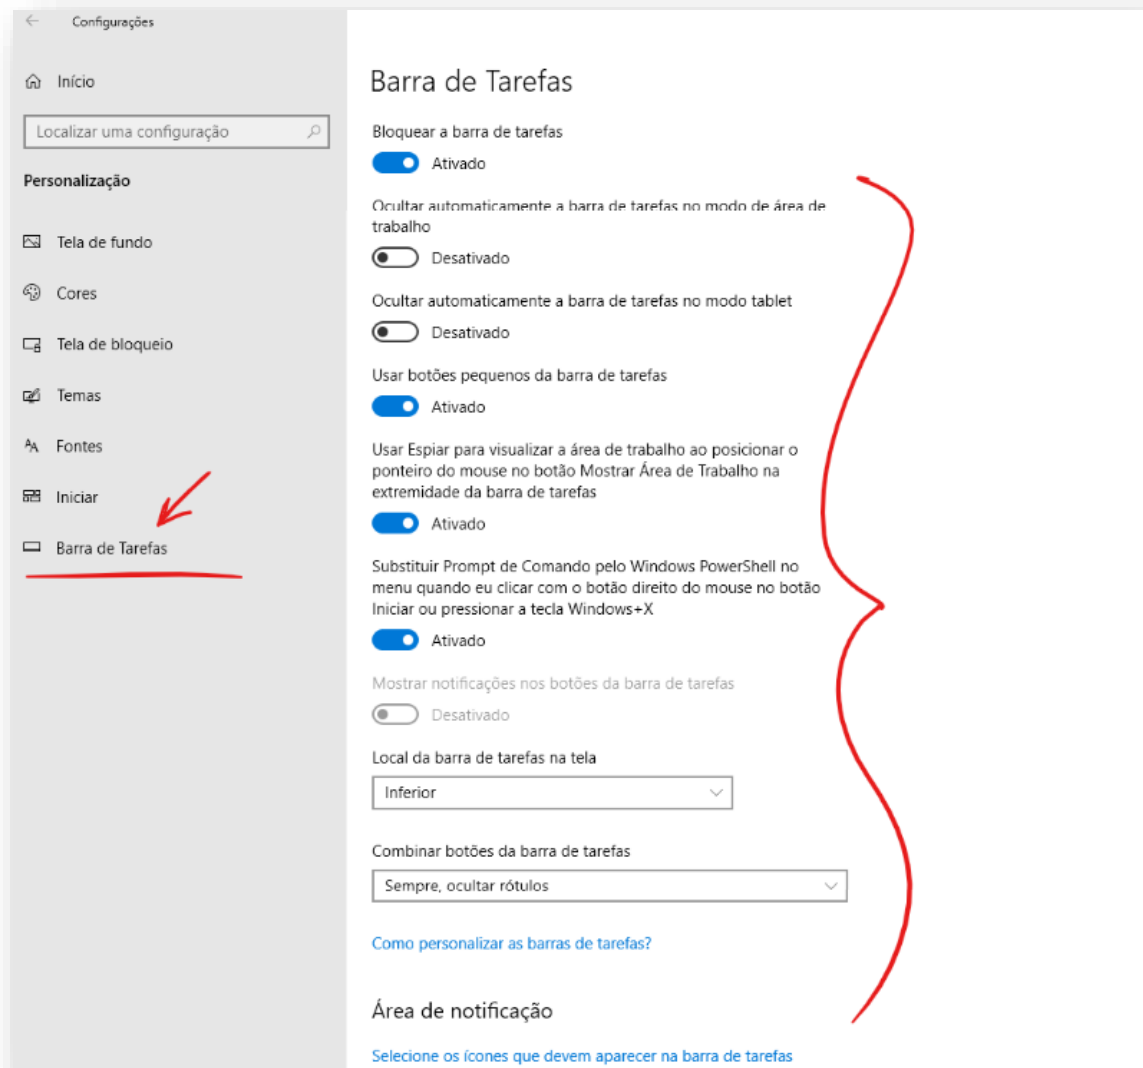 Configurações
Início
Localizar uma configuração
Personalização
Tela de fundo
Cores
Tela de bloqueio
Temas
Fontes
Iniciar
Barra de Tarefas
Barra de Tarefas
Bloquear a barra de tarefas
Ativado
Ocultar automaticamente a barra de tarefas no modo de área de
trabalho
Desativado
Ocultar automaticamente a barra de tarefas no modo tablet
Desativado
Usar botões pequenos da barra de tarefas
Ativado
Usar Espiar para visualizar a área de trabalho ao posicionar o
ponteiro do mouse no botão Mostrar Área de Trabalho na
extremidade da barra de tarefas
Ativado
Substituir Prompt de Comando pelo Windows PowerShell no
menu quando eu clicar com o botão direito do mouse no botão
Iniciar ou pressionar a tecla Windows+X
Ativado
Mostrar notificações nos botões da barra de tarefas
Desativado
Local da barra de tarefas na tela
Inferior
Combinar botões da barra de tarefas
Sempre, ocultar rótulos
Como personalizar as barras de tarefas?
Área de notificação
Selecione os ícones que devem aparecer na barra de tarefas